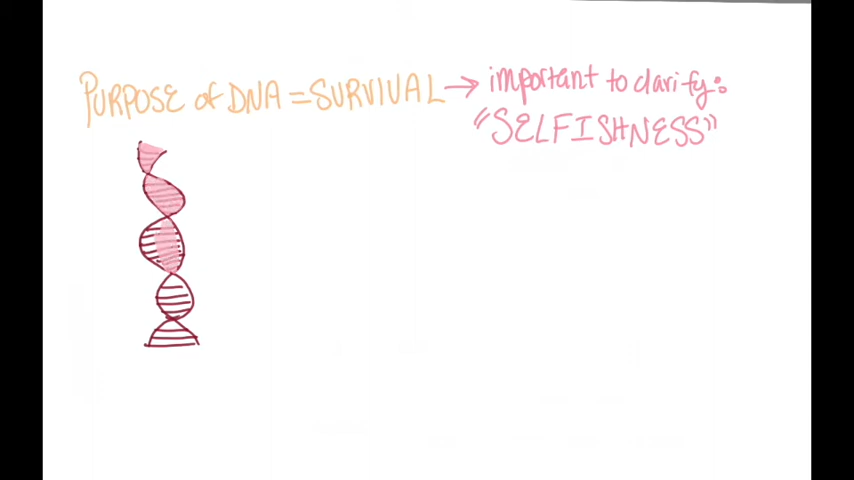 PURPOSE of DNA = SURVIVAL → important to clarify:
"SELFISHNESS"